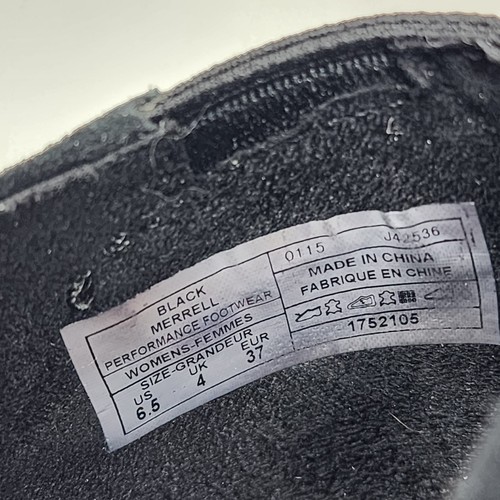 BLACK
MERRELL
PERFORMANCE FOOTWEAR
WOMENS-FEMMES
SIZE-GRANDEUR
US UK EUR
6.5 4 37
0115 J42536
MADE IN CHINA
FABRIQUE EN CHINE
1752105